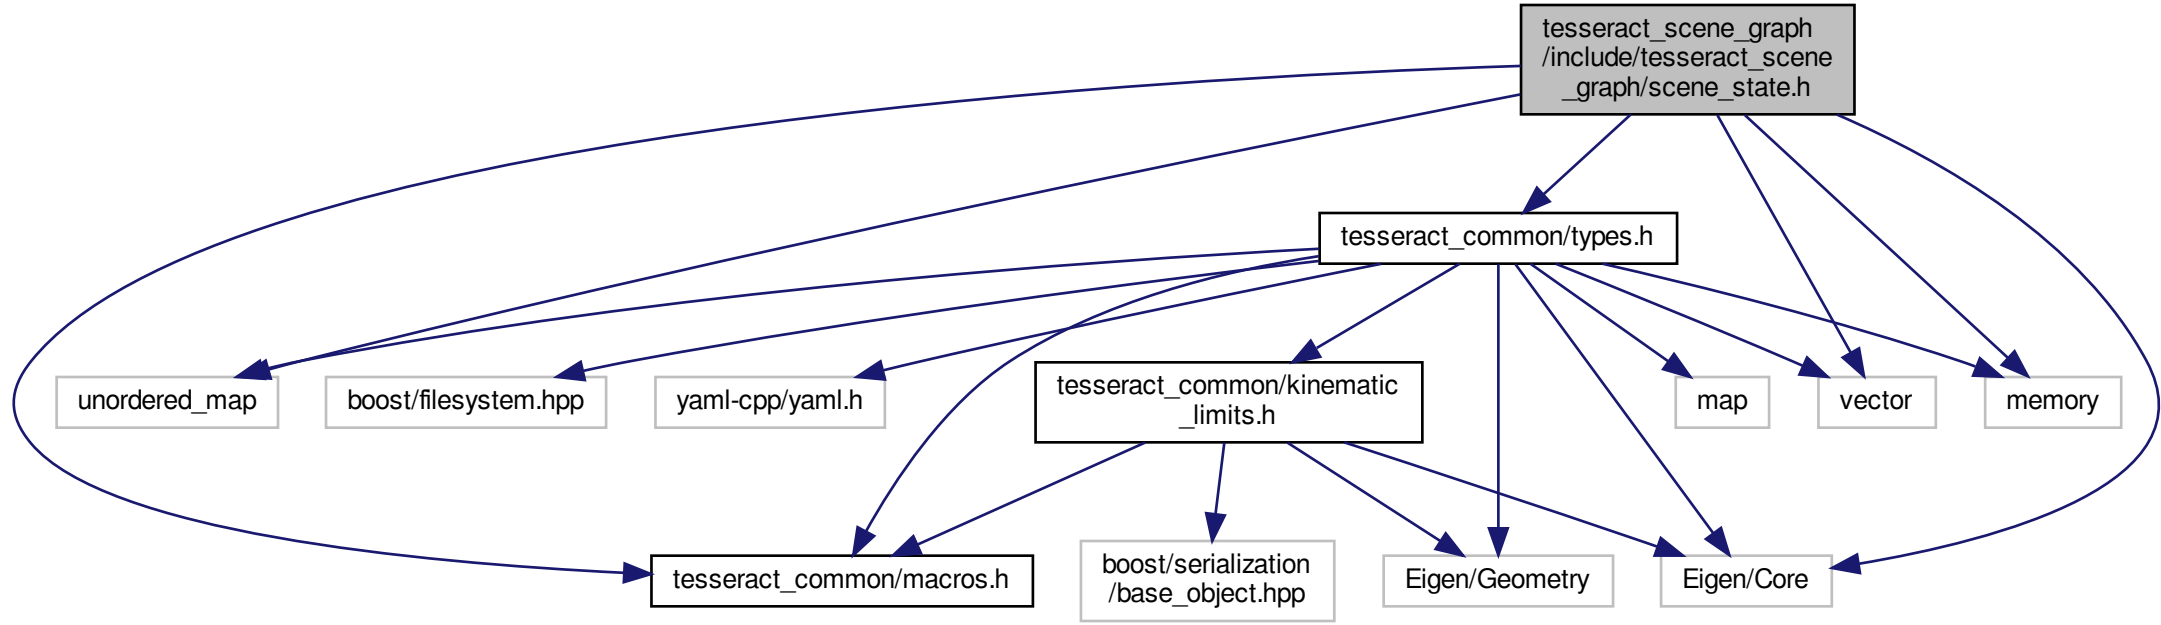 tesseract_scene_graph
/include/tesseract_scene
_graph/scene_state.h
tesseract_common/types.h
unordered_map
boost/filesystem.hpp
yaml-cpp/yaml.h
tesseract_common/kinematic
_limits.h
map
vector
memory
tesseract_common/macros.h
boost/serialization
/base_object.hpp
Eigen/Geometry
Eigen/Core